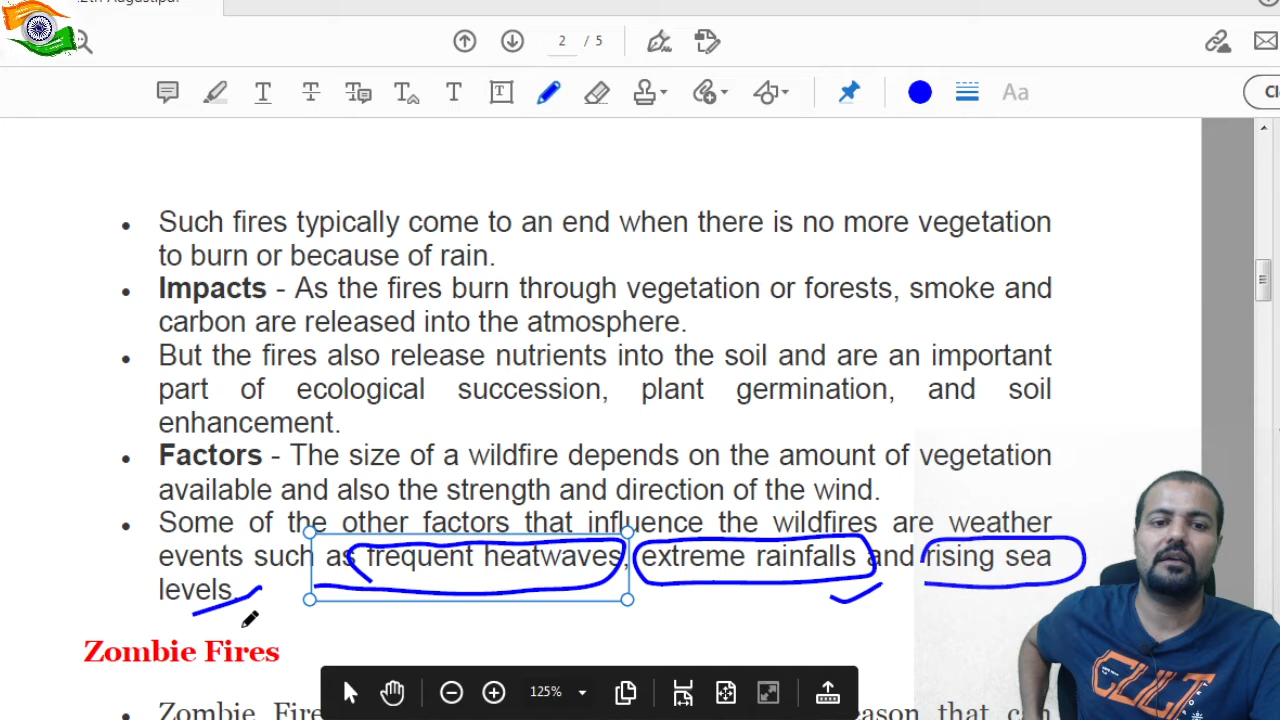 2 / 5
Aa
Such fires typically come to an end when there is no more vegetation
to burn or because of rain.
Impacts - As the fires burn through vegetation or forests, smoke and
carbon are released into the atmosphere.
But the fires also release nutrients into the soil and are an important
part of ecological succession, plant germination, and soil
enhancement.
Factors - The size of a wildfire depends on the amount of vegetation
available and also the strength and direction of the wind.
Some of the other factors that influence the wildfires are weather
events such as frequent heatwaves, extreme rainfalls and rising sea
levels.
Zombie Fires
125%
Zombie Fire
that can